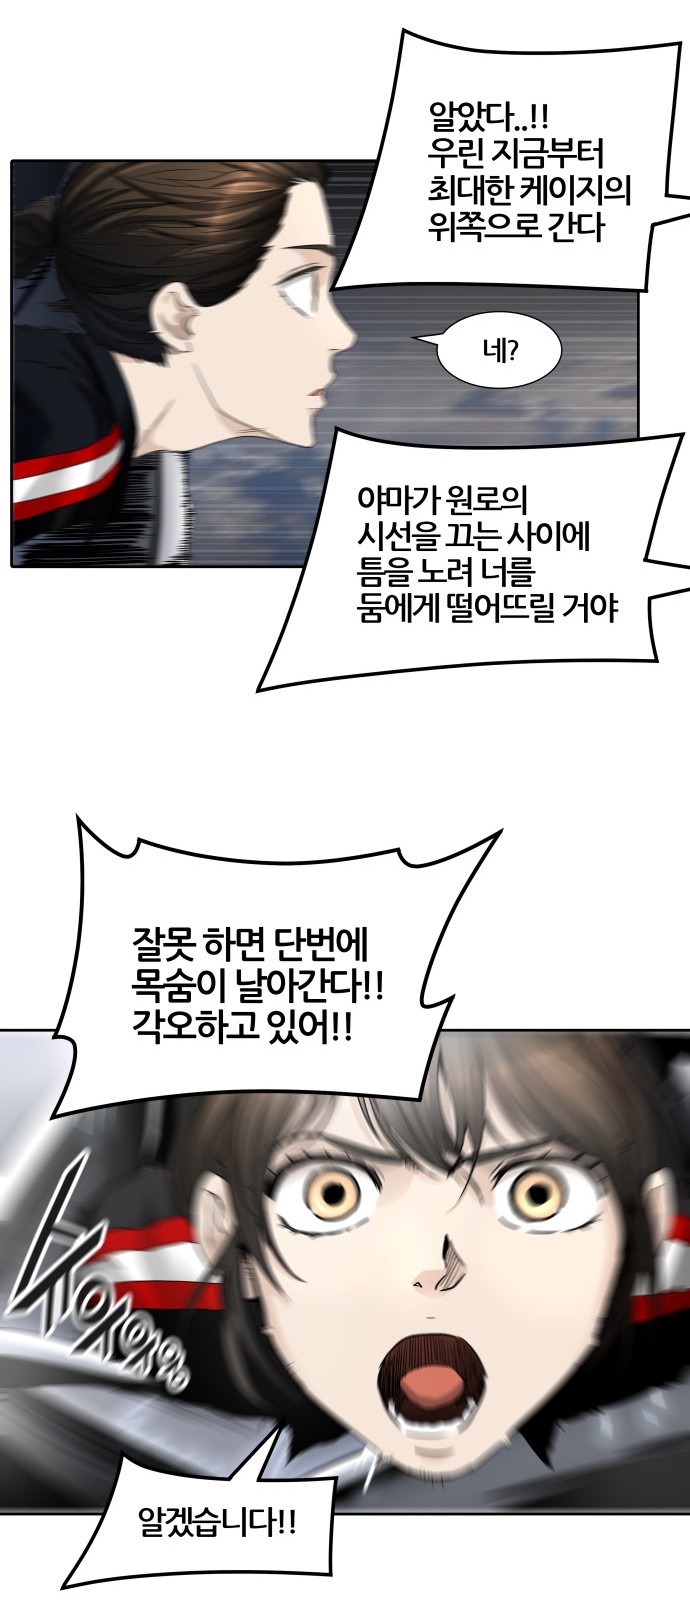 알았다..!!
우린 지금부터
최대한 케이지의
위쪽으로 간다
네?
야마가 원로의
시선을 끄는 사이에
틈을 노려 너를
둠에게 떨어뜨릴 거야
잘못 하면 단번에
목숨이 날아간다!!
각오하고 있어!!
알겠습니다!!